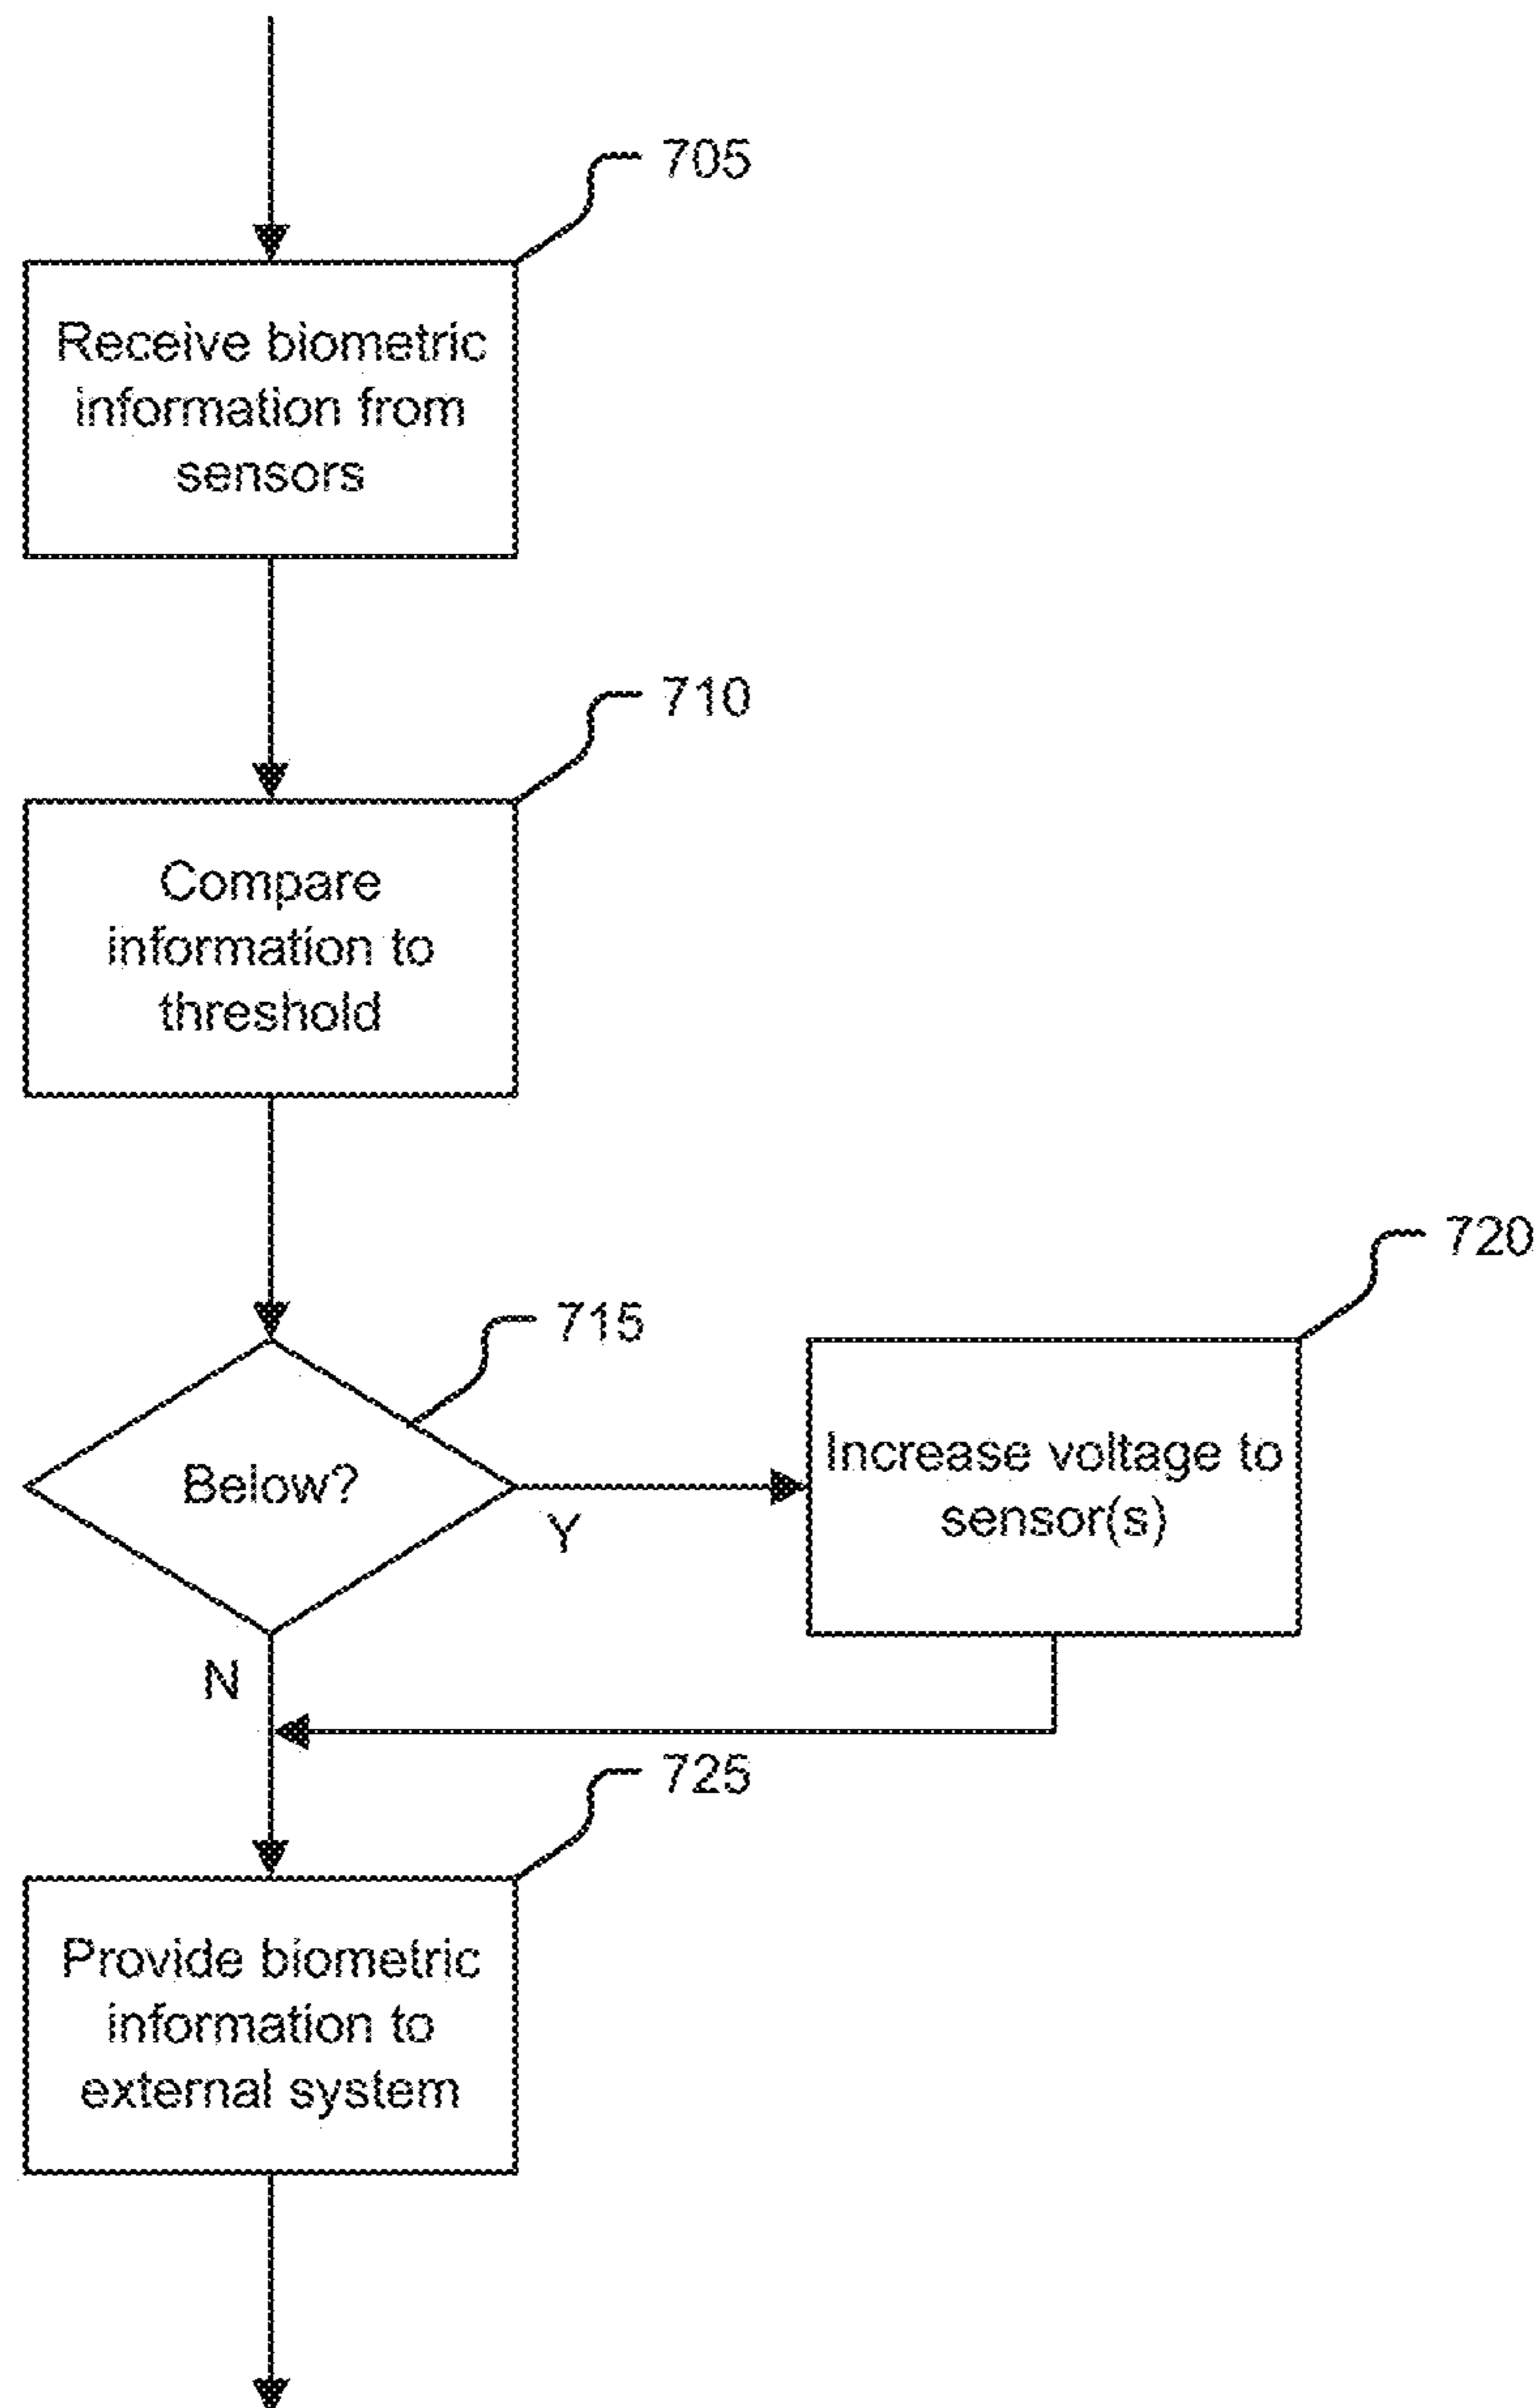 705
Receive biometric
information from
sensors
710
Compare
information to
threshold
715
Below?
Y
N
720
Increase voltage to
sensor(s)
725
Provide biometric
information to
external system